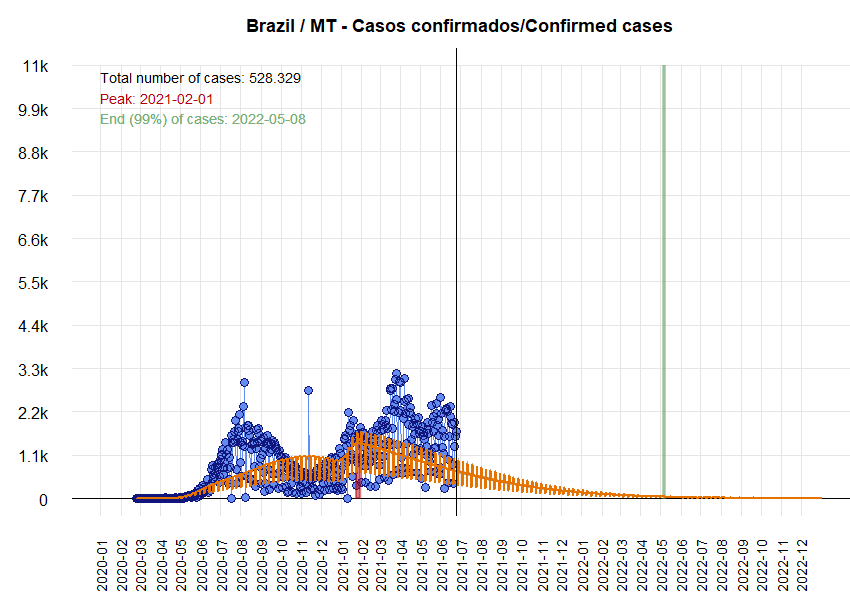 Brazil / MT - Casos confirmados/Confirmed cases
Total number of cases: 528.329
Peak: 2021-02-01
End (99%) of cases: 2022-05-08
11k
9.9k
8.8k
7.7k
6.6k
5.5k
4.4k
3.3k
2.2k
1.1k
0
2020-01
2020-02
2020-03
2020-04
2020-05
2020-06
2020-07
2020-08
2020-09
2020-10
2020-11
2020-12
2021-01
2021-02
2021-03
2021-04
2021-05
2021-06
2021-07
2021-08
2021-09
2021-10
2021-11
2021-12
2022-01
2022-02
2022-03
2022-04
2022-05
2022-06
2022-07
2022-08
2022-09
2022-10
2022-11
2022-12